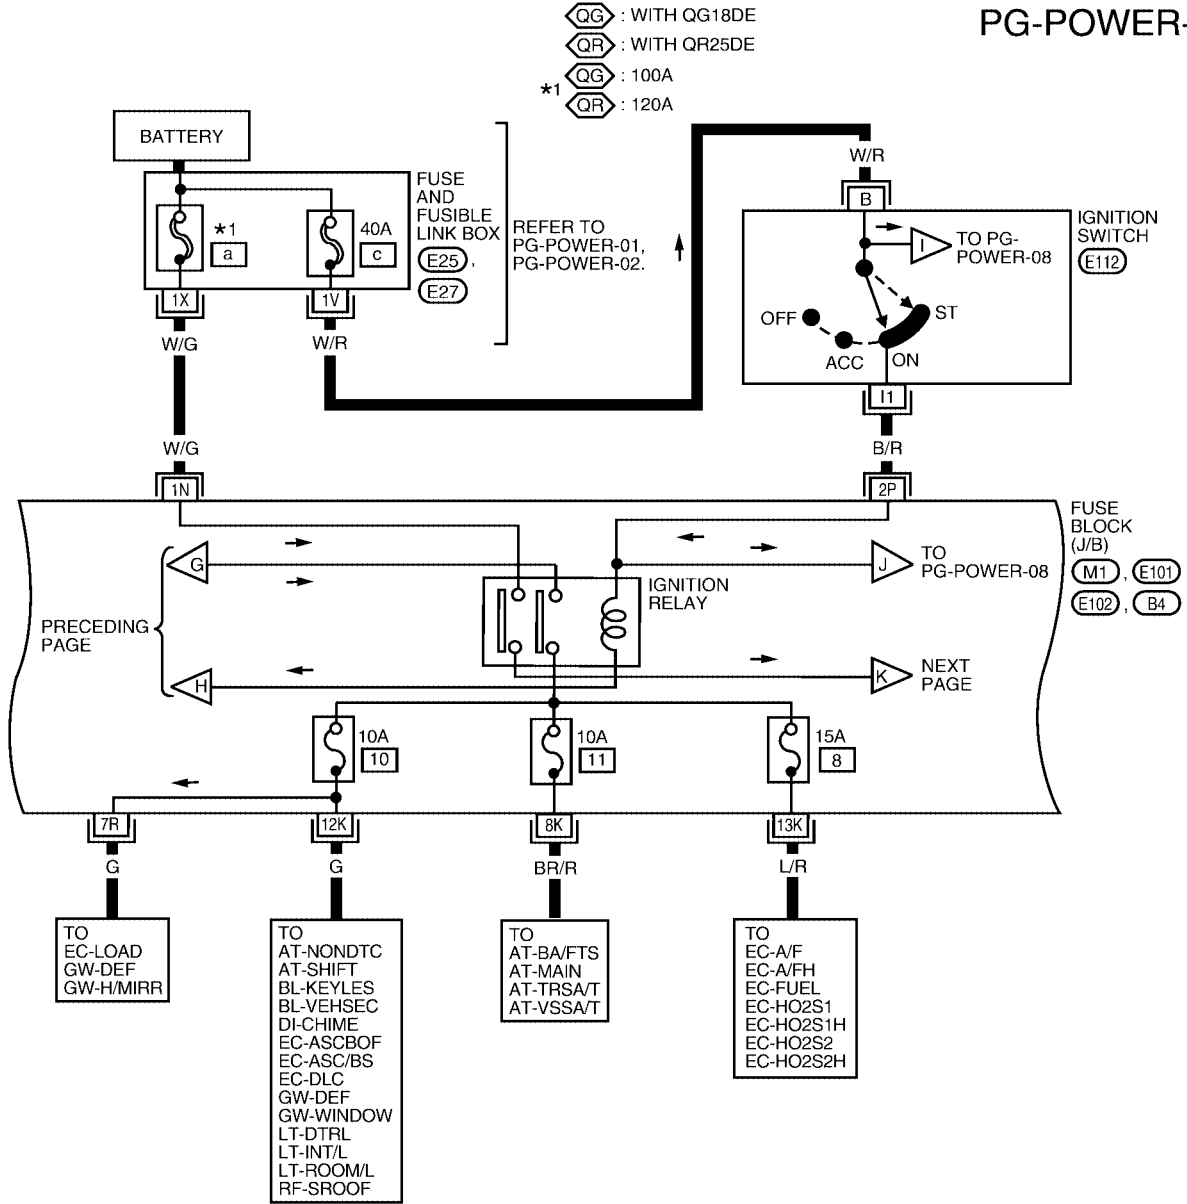 PG-POWER-
QG : WITH QG18DE
QR : WITH QR25DE
*1
QG : 100A
QR : 120A
BATTERY
FUSE
AND
FUSIBLE
LINK BOX
E25 ,
E27
*1
a
40A
c
REFER TO
PG-POWER-01,
PG-POWER-02.
W/R
B
IGNITION
SWITCH
E112
I
TO PG-
POWER-08
OFF
ACC
ON
ST
1X
1V
W/G
W/R
I1
B/R
W/G
1N
2P
FUSE
BLOCK
(J/B)
M1 , E101
E102 , B4
G
J
TO
PG-POWER-08
IGNITION
RELAY
PRECEDING
PAGE
H
K
NEXT
PAGE
10A
10
10A
11
15A
8
7R
12K
8K
13K
G
G
BR/R
L/R
TO
EC-LOAD
GW-DEF
GW-H/MIRR
TO
AT-NONDTC
AT-SHIFT
BL-KEYLES
BL-VEHSEC
DI-CHIME
EC-ASCBOF
EC-ASC/BS
EC-DLC
GW-DEF
GW-WINDOW
LT-DTRL
LT-INT/L
LT-ROOM/L
RF-SROOF
TO
AT-BA/FTS
AT-MAIN
AT-TRSA/T
AT-VSSA/T
TO
EC-A/F
EC-A/FH
EC-FUEL
EC-HO2S1
EC-HO2S1H
EC-HO2S2
EC-HO2S2H